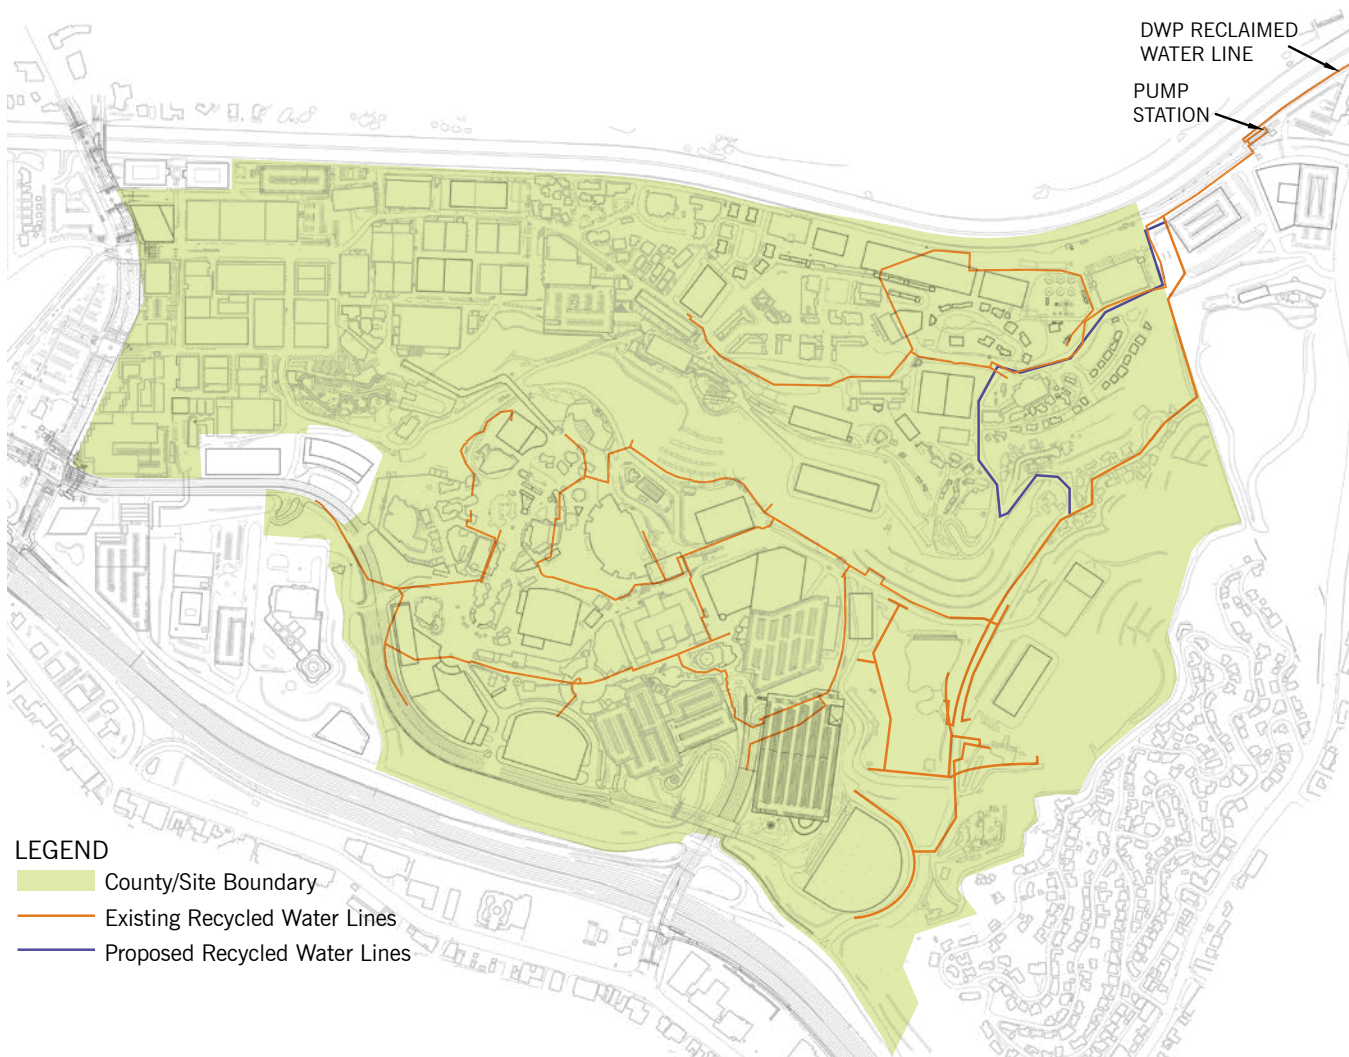 DWP RECLAIMED
WATER LINE
PUMP
STATION
LEGEND
County/Site Boundary
Existing Recycled Water Lines
Proposed Recycled Water Lines